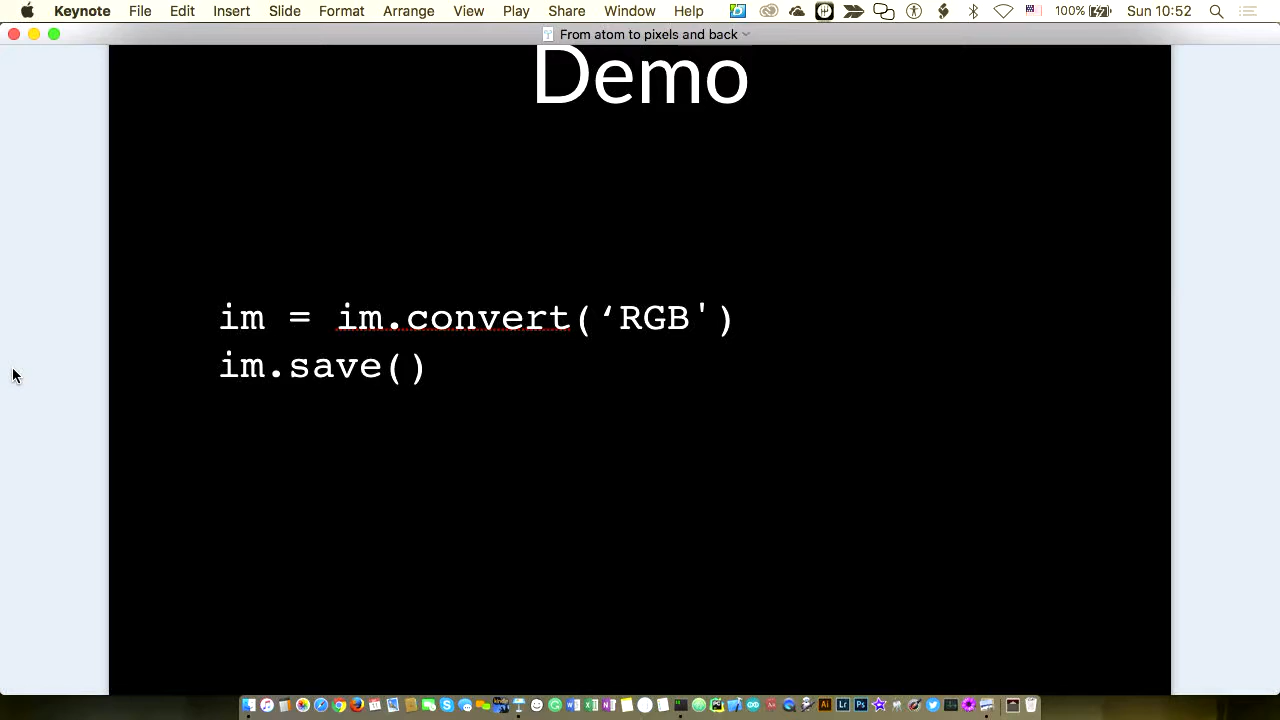 Keynote File Edit Insert Slide Format Arrange View Play Share Window Help 100% Sun 10:52
From atom to pixels and back
Demo
im = im.convert(‘RGB')
im.save()